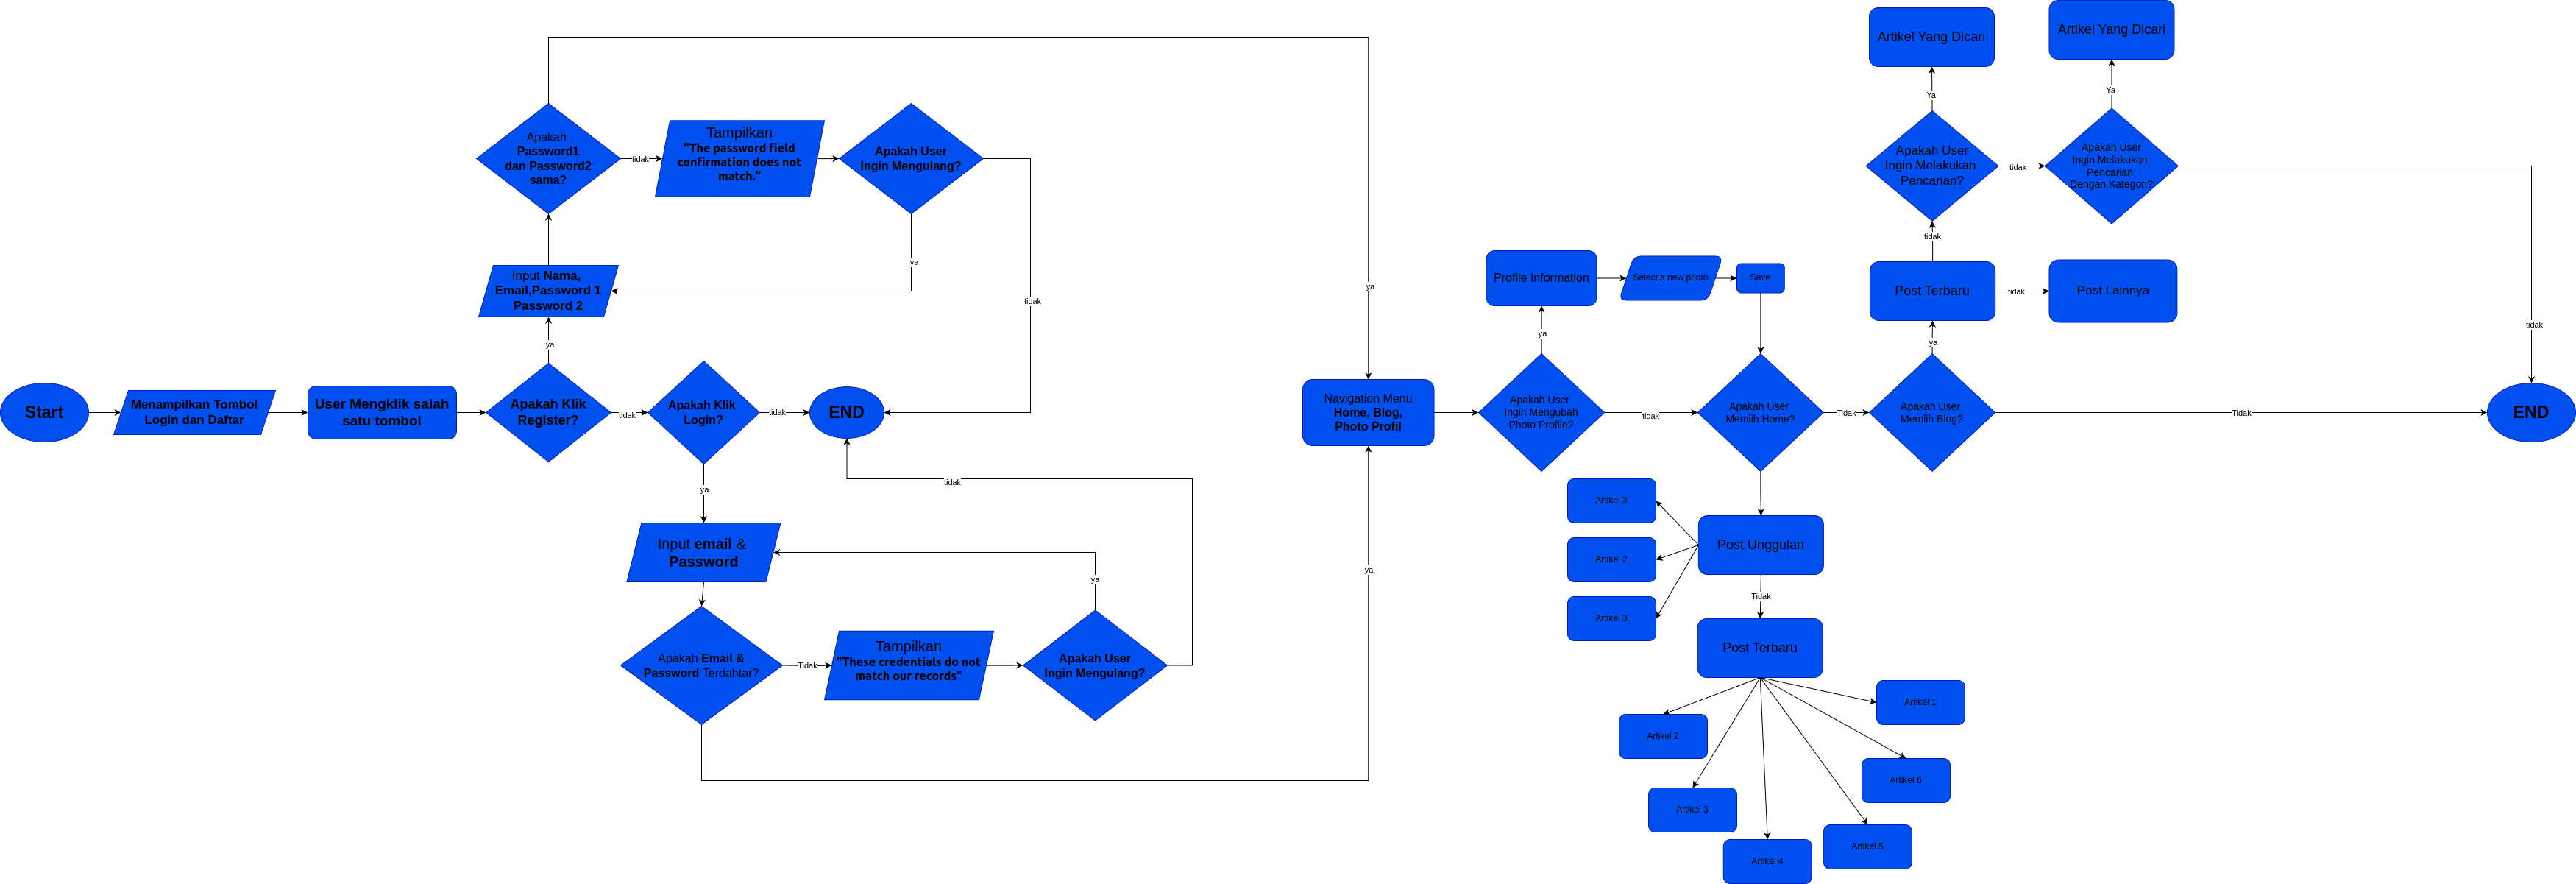 Start
Menampilkan Tombol
Login dan Daftar
User Mengklik salah
satu tombol
Apakah Klik
Register?
ya
Input Nama,
Email,Password 1
Password 2
Apakah
Password1
dan Password2
sama?
tidak
Tampilkan
"The password field
confirmation does not
match."
Apakah User
Ingin Mengulang?
ya
tidak
ya
tidak
Apakah Klik
Login?
tidak
END
ya
Input email &
Password
Apakah Email &
Password Terdahtar?
Tidak
Tampilkan
"These credentials do not
match our records"
Apakah User
Ingin Mengulang?
ya
tidak
ya
Navigation Menu
Home, Blog,
Photo Profil
Apakah User
Ingin Mengubah
Photo Profile?
ya
Profile Information
Select a new photo
Save
tidak
Apakah User
Memlih Home?
Post Unggulan
Artikel 3
Artikel 2
Artikel 3
Tidak
Post Terbaru
Artikel 1
Artikel 2
Artikel 6
Artikel 3
Artikel 5
Artikel 4
Tidak
Apakah User
Memlih Blog?
ya
Post Terbaru
tidak
Post Lainnya
tidak
Apakah User
Ingin Melakukan
Pencarian?
Ya
Artikel Yang Dicari
tidak
Apakah User
Ingin Melakukan
Pencarian
Dengan Kategori?
Ya
Artikel Yang Dicari
tidak
Tidak
END